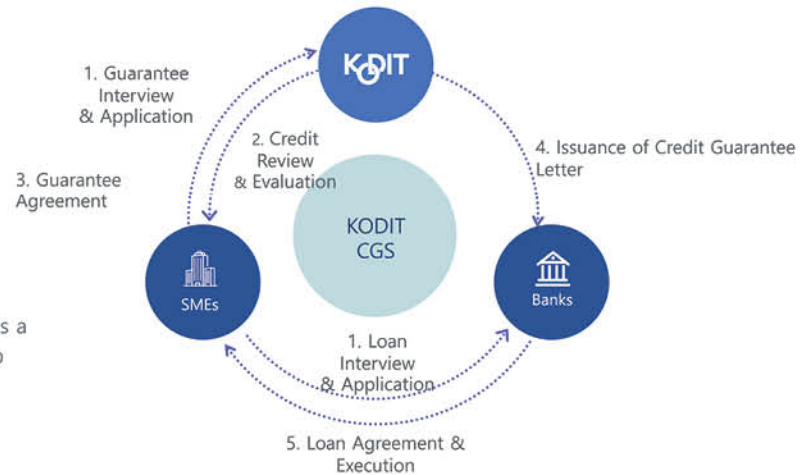 KODIT
1. Guarantee
Interview
& Application
2. Credit
Review
& Evaluation
4. Issuance of Credit Guarantee
Letter
3. Guarantee
Agreement
KODIT
CGS
SMEs
Banks
s a
1. Loan
Interview
& Application
5. Loan Agreement &
Execution